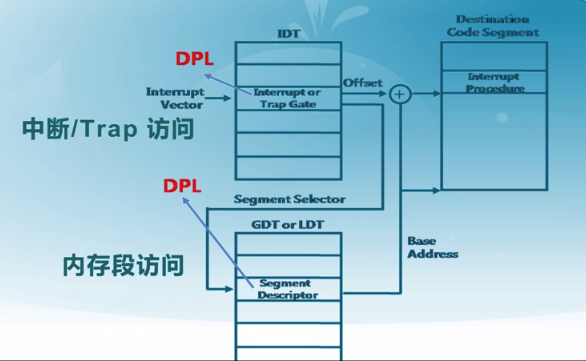 Destination
Code Segment
IDT
DPL
Interrupt or
Trap Gate
Offset
Interrupt
Procedure
Interrupt
Vector
+
中断/Trap 访问
DPL
Segment Selector
GDT or LDT
内存段访问
Segment
Descriptor
Base
Address